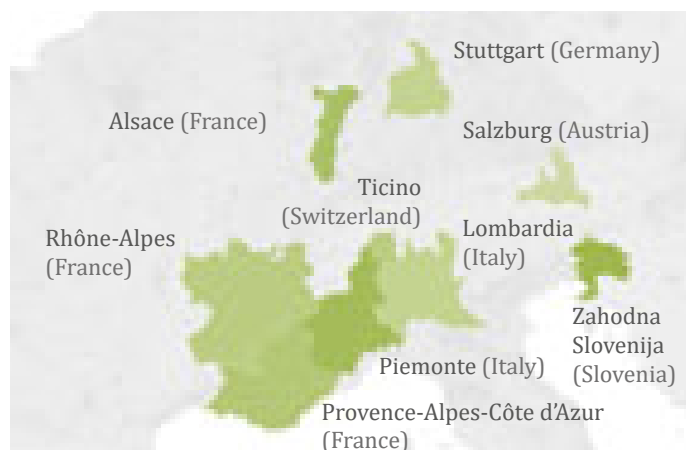 Stuttgart (Germany)
Alsace (France)
Salzburg (Austria)
Ticino
(Switzerland)
Lombardia
(Italy)
Rhône-Alpes
(France)
Zahodna
Slovenija
(Slovenia)
Piemonte (Italy)
Provence-Alpes-Côte d'Azur
(France)